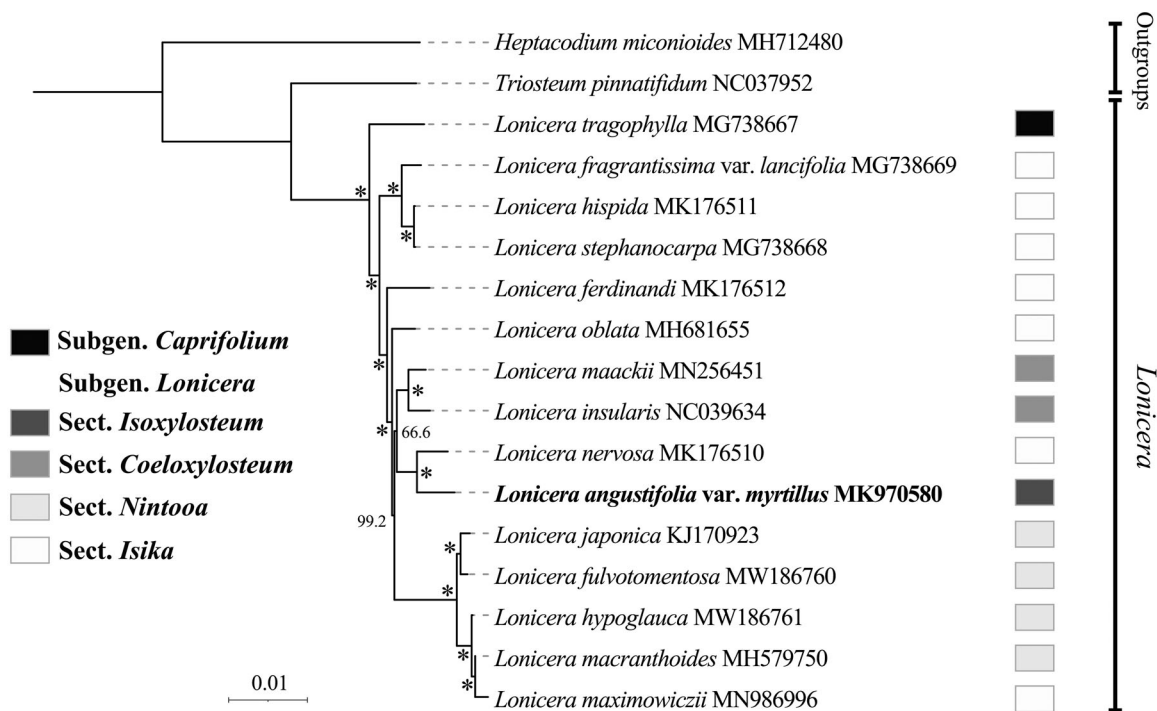 Heptacodium miconioides MH712480
Triosteum pinnatifidum NC037952
Lonicera tragophylla MG738667
Lonicera fragrantissima var. lancifolia MG738669
Lonicera hispida MK176511
Lonicera stephanocarpa MG738668
Lonicera ferdinandi MK176512
Lonicera oblata MH681655
Lonicera maackii MN256451
Lonicera insularis NC039634
Lonicera nervosa MK176510
Lonicera angustifolia var. myrtillus MK970580
Lonicera japonica KJ170923
Lonicera fulvotomentosa MW186760
Lonicera hypoglauca MW186761
Lonicera macranthoides MH579750
Lonicera maximowiczii MN986996
* *
*
*
*
*
*
66.6
*
99.2
*
*
*
*
Subgen. Caprifolium
Subgen. Lonicera
Sect. Isoxylosteum
Sect. Coeloxylosteum
Sect. Nintooa
Sect. Isika
0.01
Outgroups
Lonicera